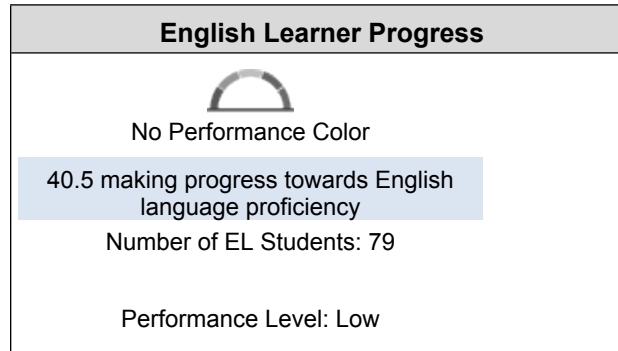 English Learner Progress
No Performance Color
40.5 making progress towards English
language proficiency
Number of EL Students: 79
Performance Level: Low